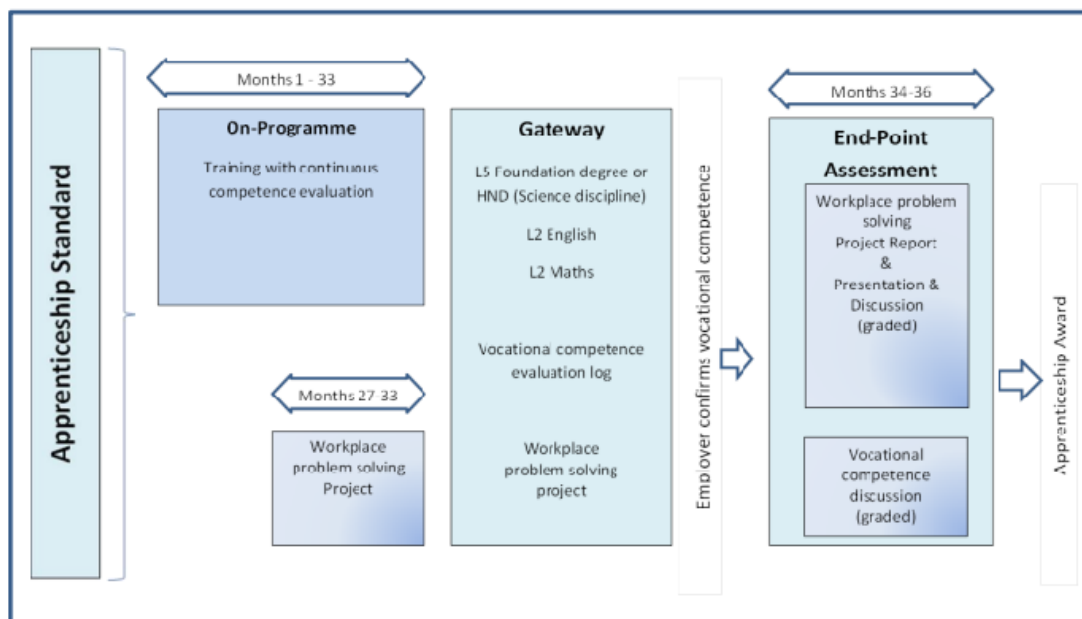 Apprenticeship Standard
Months 1 - 33
On-Programme
Training with continuous
competence evaluation
Months 27-33
Workplace
problem solving
Project
Gateway
L5 Foundation degree or
HND (Science discipline)
L2 English
L2 Maths
Vocational competence
evaluation log
Workplace
problem solving
project
Employer confirms vocational competence
Months 34-36
End-Point
Assessment
Workplace problem
solving
Project Report
&
Presentation &
Discussion
(graded)
Vocational
competence
discussion
(graded)
Apprenticeship Award